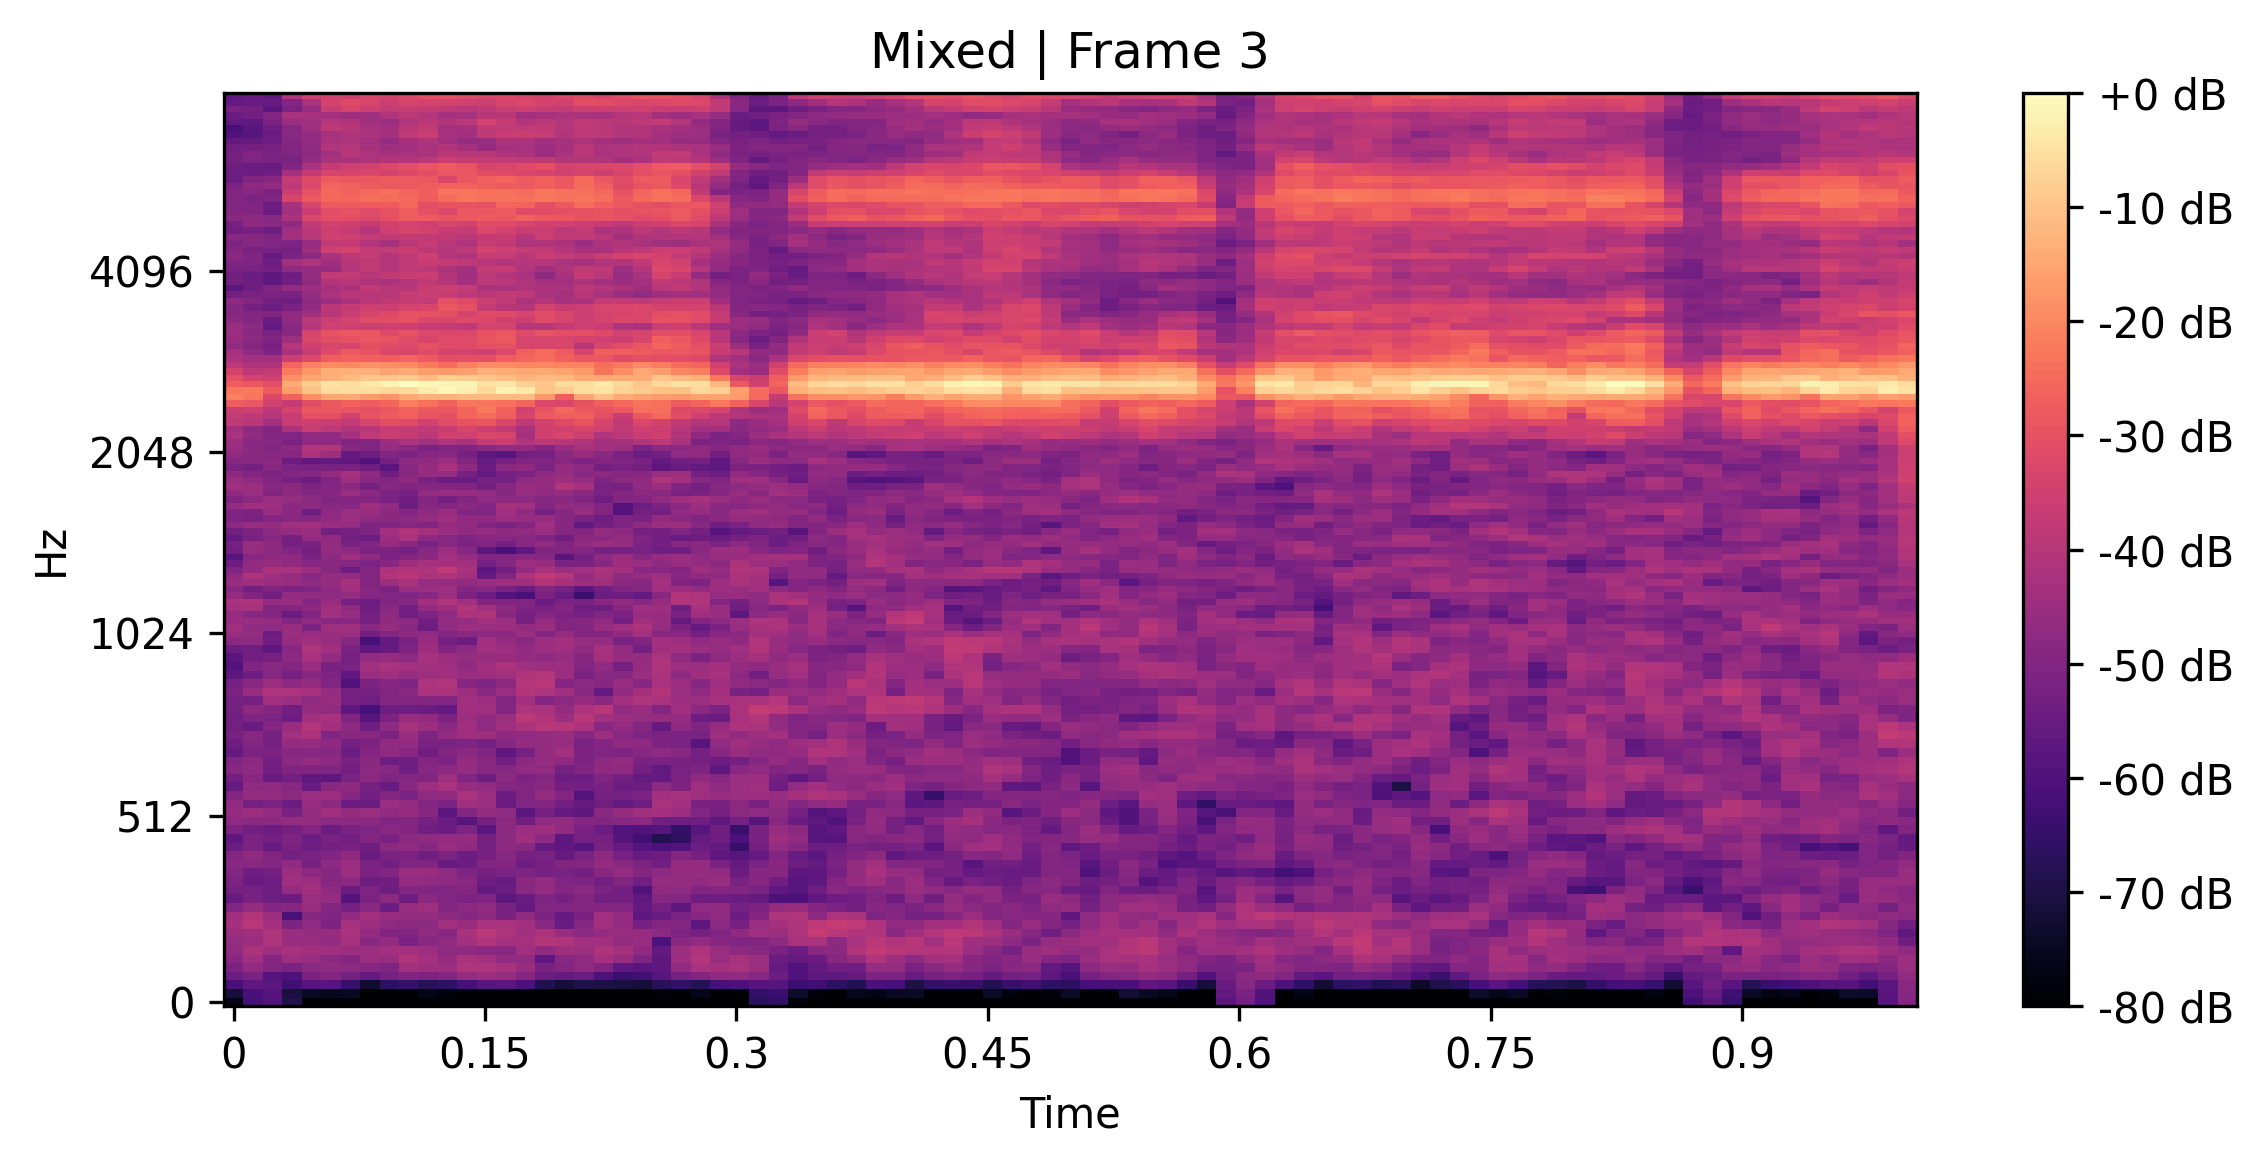 Mixed | Frame 3
+0 dB
-10 dB
-20 dB
-30 dB
-40 dB
-50 dB
-60 dB
-70 dB
-80 dB
4096
2048
1024
512
0
Hz
0 0.15 0.3 0.45 0.6 0.75 0.9
Time